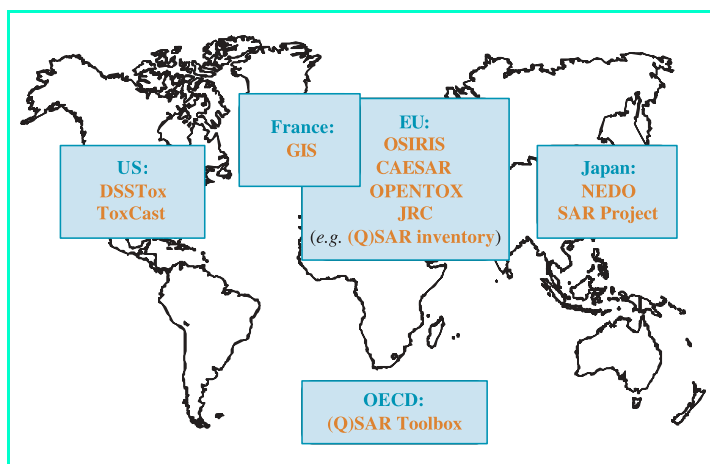 France:
GIS
EU:
OSIRIS
CAESAR
OPENTOX
JRC
(e.g. (Q)SAR inventory)
US:
DSSTox
ToxCast
Japan:
NEDO
SAR Project
OECD:
(Q)SAR Toolbox